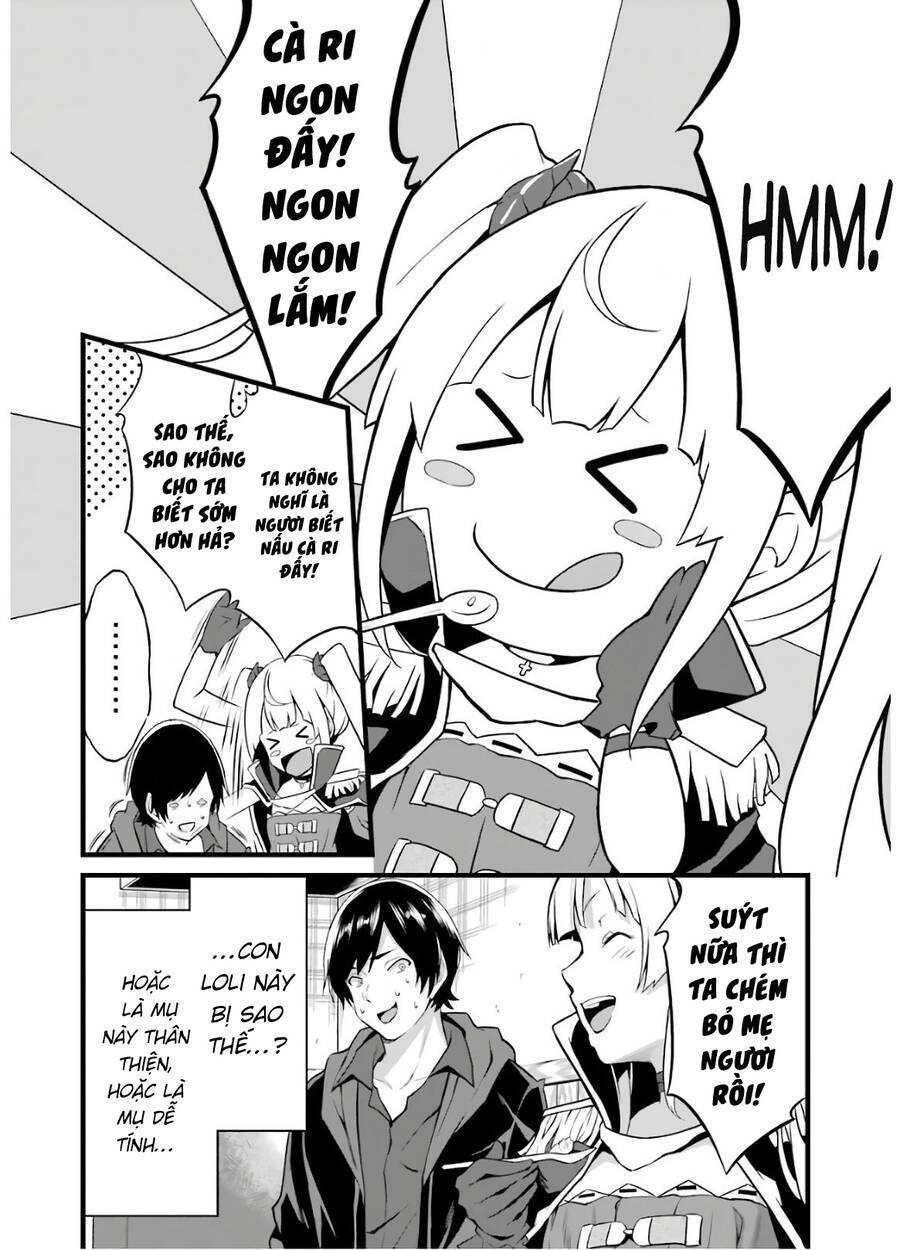 HMM!
CÀ RI
NGON
ĐẤY!
NGON
NGON
LẮM!
TA KHÔNG
NGHĨ LÀ
NGƯƠI BIẾT
NẤU CÀ RI
ĐẤY!
SAO THẾ,
SAO KHÔNG
CHO TA
BIẾT SỚM
HƠN HẢ?
........
SUÝT
NỮA THÌ
TA CHÉM
BỎ MẸ
NGƯƠI
RỒI!
...CON
LOLI NÀY
BỊ SAO
THẾ...?
HOẶC
LÀ MỤ
NÀY THÂN
THIỆN,
HOẶC LÀ
MỤ DỄ
TÍNH...